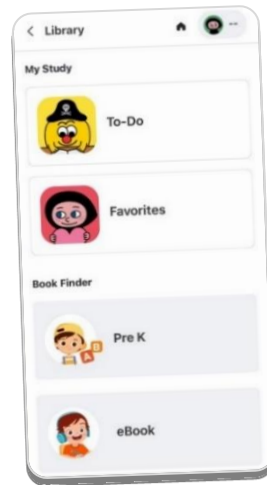 Library
My Study
To-Do
Favorites
Book Finder
Pre K
A B
eBook